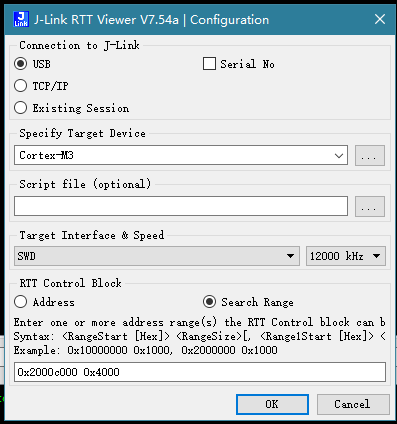 J-Link RTT Viewer V7.54a | Configuration
Connection to J-Link
USB
Serial No
TCP/IP
Existing Session
Specify Target Device
Cortex-M3
...
Script file (optional)
...
Target Interface & Speed
SWD
12000 kHz
RTT Control Block
Address
Search Range
Enter one or more address range(s) the RTT Control block can b
Syntax: <RangeStart [Hex]> <RangeSize>[, <Range1Start [Hex]> <
Example: 0x10000000 0x1000, 0x2000000 0x1000
0x2000c000 0x4000
OK
Cancel